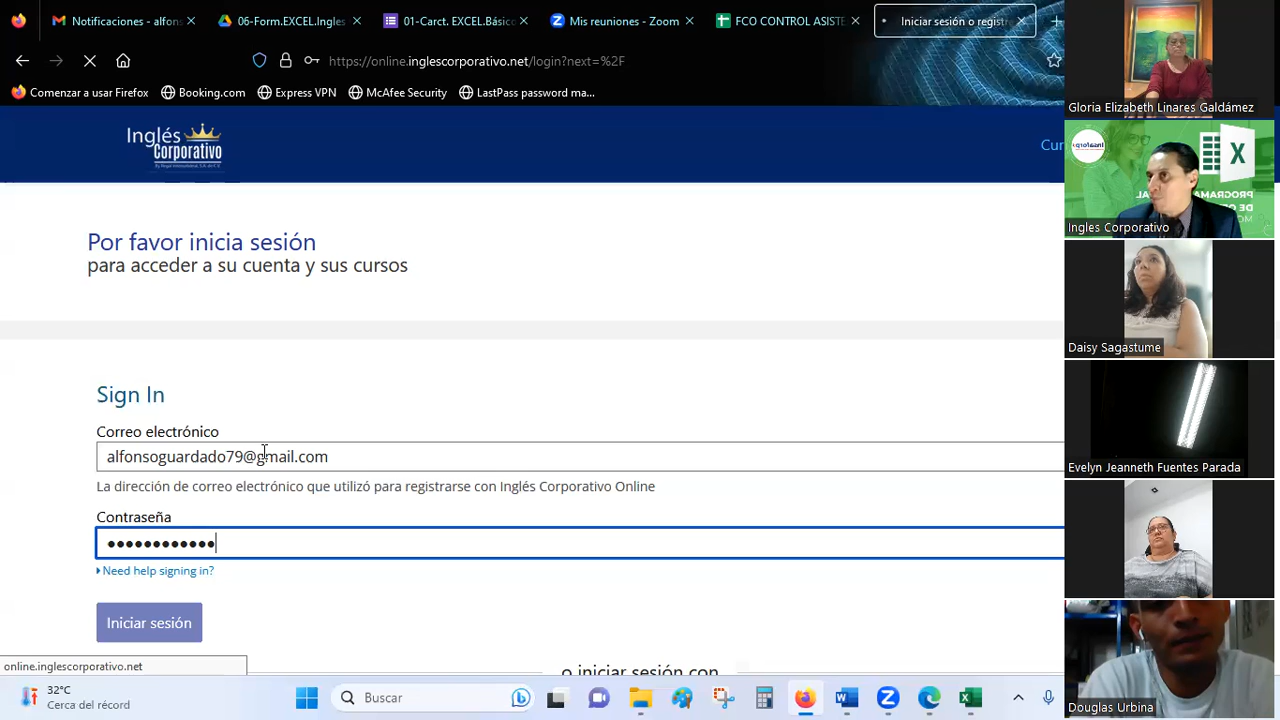 Notificaciones - alfons
06-Form.EXCEL.Ingles
01-Carct. EXCEL.Básico
Mis reuniones - Zoom
FCO CONTROL ASISTE
Iniciar sesión o registre
https://online.inglescorporativo.net/login?next=%2F
Comenzar a usar Firefox
Booking.com
Express VPN
McAfee Security
LastPass password ma...
Inglés
Corporativo
Cur
Por favor inicia sesión
para acceder a su cuenta y sus cursos
Sign In
Correo electrónico
alfonsoguardado79@gmail.com
La dirección de correo electrónico que utilizó para registrarse con Inglés Corporativo Online
Contraseña
••••••••••••
Need help signing in?
Iniciar sesión
o iniciar sesión con
online.inglescorporativo.net
32°C
Cerca del récord
Buscar
Gloria Elizabeth Linares Galdámez
Insaforp
PROGRAMA
DE
Ingles Corporativo
Daisy Sagastume
Evelyn Jeanneth Fuentes Parada
Douglas Urbina